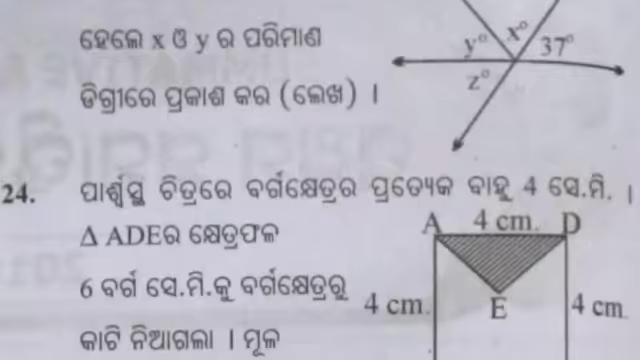 ହେଲେ x ଓ y ର ପରିମାଣ
ଡିଗ୍ରୀରେ ପ୍ରକାଶ କର (ଲେଖ) ।
x° y° 37°
z°
24. ପାର୍ଶ୍ଵସ୍ଥ ଚିତ୍ରରେ ବର୍ଗକ୍ଷେତ୍ରର ପ୍ରତ୍ୟେକ ବାହୁ 4 ସେ.ମି. ।
Δ ADEର କ୍ଷେତ୍ରଫଳ
6 ବର୍ଗ ସେ.ମି.କୁ ବର୍ଗକ୍ଷେତ୍ରରୁ
କାଟି ନିଆଗଲା । ମୂଳ
A 4 cm. D
4 cm. E 4 cm.